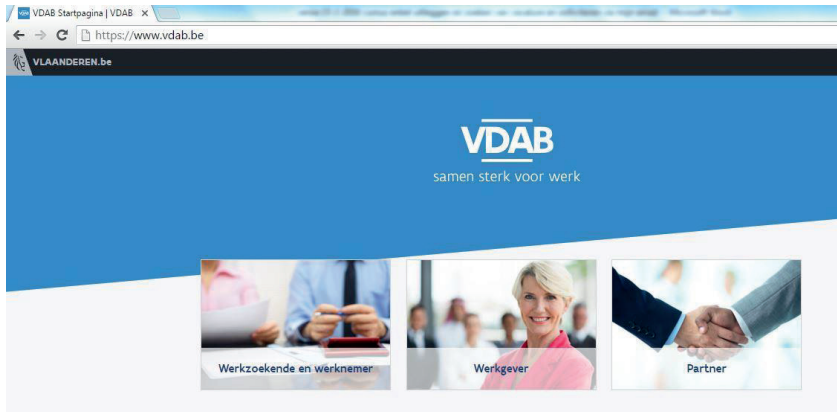 VDAB Startpagina | VDAB
https://www.vdab.be
VLAANDEREN.be
VDAB
samen sterk voor werk
Werkzoekende en werknemer
Werkgever
Partner